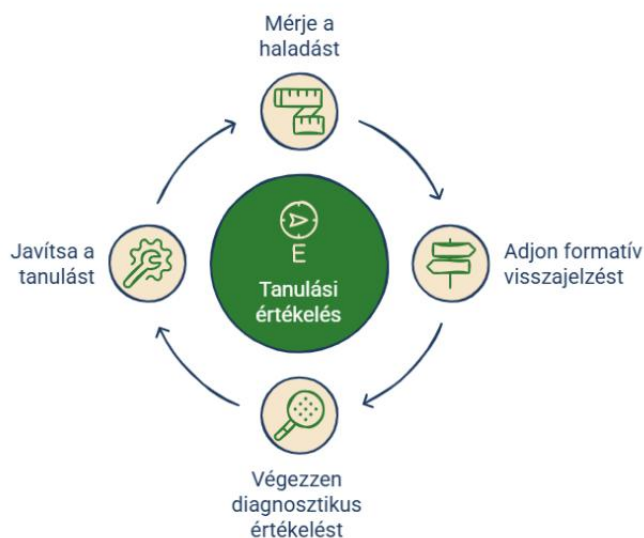 Mérje a
haladást
Javítsa a
tanulást
E
Tanulási
értékelés
Adjon formatív
visszajelzést
Végezzen
diagnosztikus
értékelést